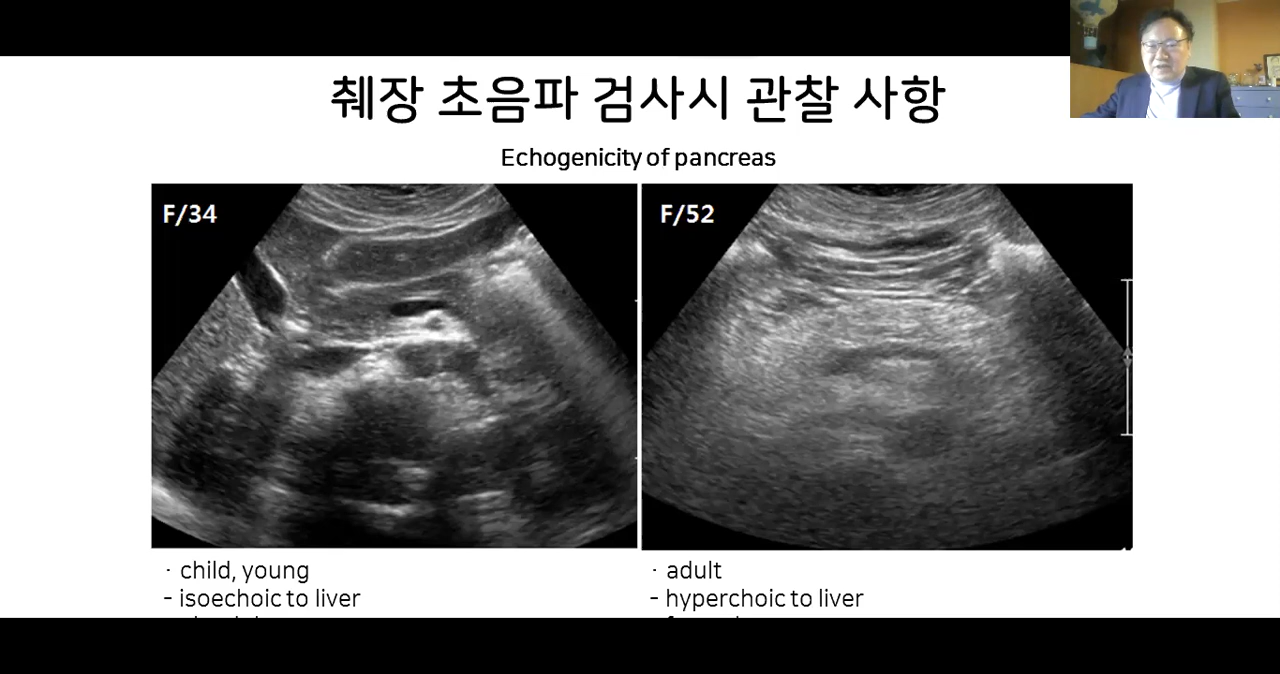 췌장 초음파 검사시 관찰 사항
Echogenicity of pancreas
F/34
F/52
· child, young
- isoechoic to liver
· adult
- hyperchoic to liver